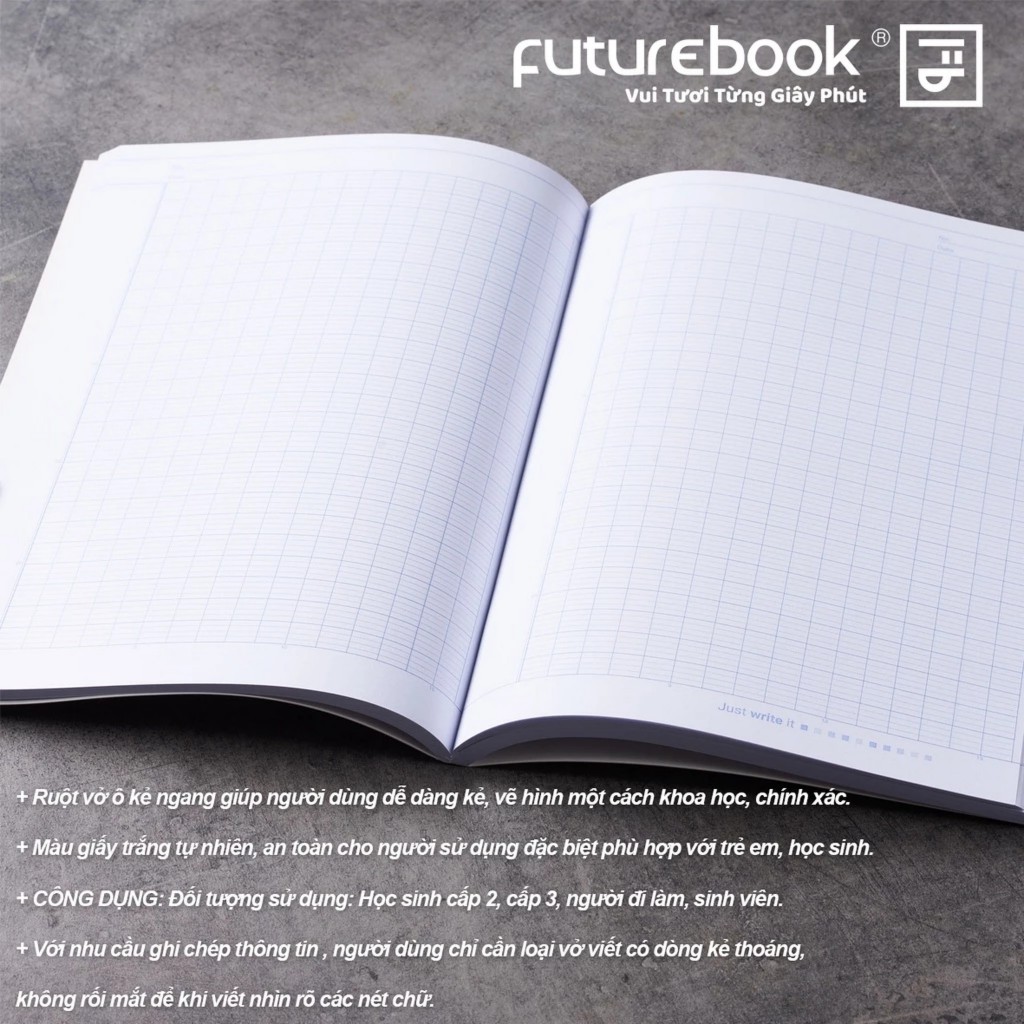 Futurebook ®
Vui Tươi Từng Giây Phút
Just write it
+ Ruột vở ô kẻ ngang giúp người dùng dễ dàng kẻ, vẽ hình một cách khoa học, chính xác.
+ Màu giấy trắng tự nhiên, an toàn cho người sử dụng đặc biệt phù hợp với trẻ em, học sinh.
+ CÔNG DỤNG: Đối tượng sử dụng: Học sinh cấp 2, cấp 3, người đi làm, sinh viên.
+ Với nhu cầu ghi chép thông tin , người dùng chỉ cần loại vở viết có dòng kẻ thoáng,
không rối mắt để khi viết nhìn rõ các nét chữ.